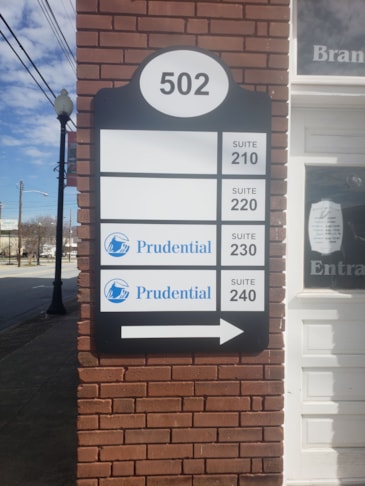 502
SUITE
210
SUITE
220
Prudential
SUITE
230
Prudential
SUITE
240
Bran
Entra